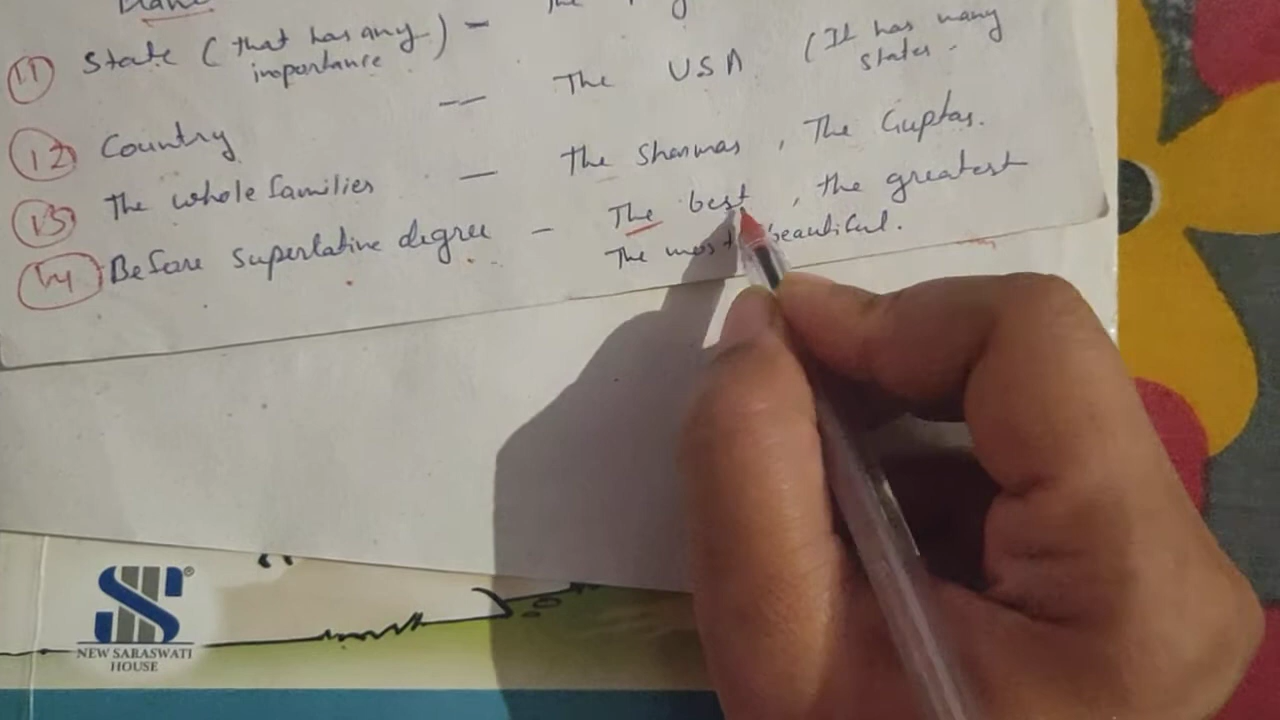 11 State (that has any) -
importance
12 Country -- The USA (It has many
states.
13 The whole families - The Sharmas, The Guptas.
14 Before superlative degree - The best, the greatest
The most beautiful.
SS®
NEW SARASWATI
HOUSE